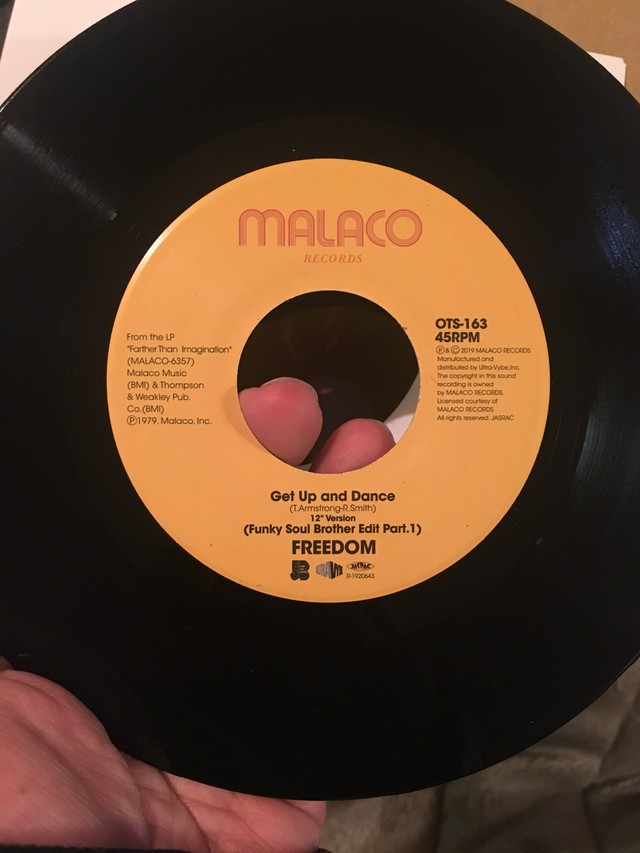 MALACO
RECORDS
From the LP
"Farther Than Imagination"
(MALACO-6357)
Malaco Music
(BMI) & Thompson
& Weakley Pub.
Co.(BMI)
Ⓟ1979, Malaco, Inc.
OTS-163
45RPM
Ⓟ& © 2019 MALACO RECORDS
Manufactured and
distributed by Ultra-Vybe,Inc.
The copyright in this sound
recording is owned
by MALACO RECORDS.
Licensed courtesy of
MALACO RECORDS
All rights reserved. JASRAC
Get Up and Dance
(T.Armstrong-R.Smith)
12" Version
(Funky Soul Brother Edit Part.1)
FREEDOM
JASRAC
R-1920643